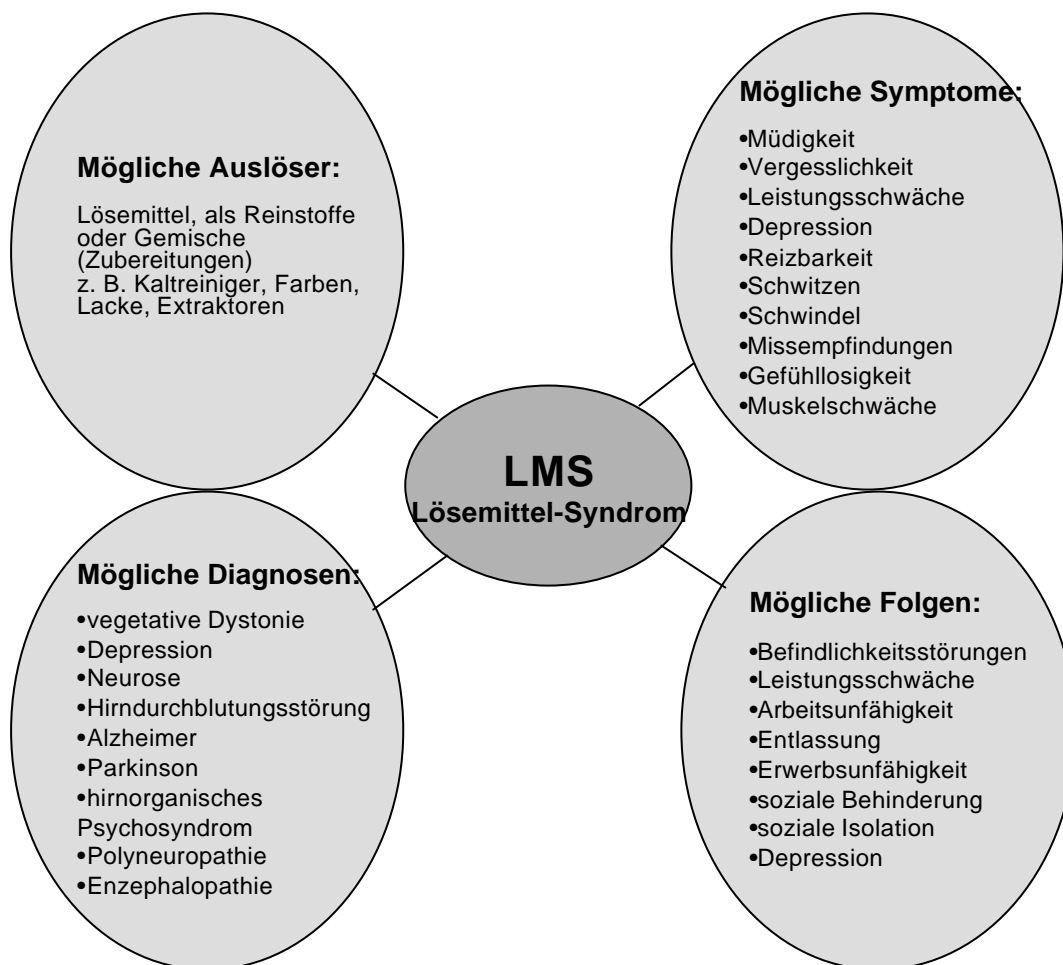 Mögliche Auslöser:
Lösemittel, als Reinstoffe
oder Gemische
(Zubereitungen)
z. B. Kaltreiniger, Farben,
Lacke, Extraktoren
Mögliche Symptome:
•Müdigkeit
•Vergesslichkeit
•Leistungsschwäche
•Depression
•Reizbarkeit
•Schwitzen
•Schwindel
•Missempfindungen
•Gefühllosigkeit
•Muskelschwäche
LMS
Lösemittel-Syndrom
Mögliche Diagnosen:
•vegetative Dystonie
•Depression
•Neurose
•Hirndurchblutungsstörung
•Alzheimer
•Parkinson
•hirnorganisches
Psychosyndrom
•Polyneuropathie
•Enzephalopathie
Mögliche Folgen:
•Befindlichkeitsstörungen
•Leistungsschwäche
•Arbeitsunfähigkeit
•Entlassung
•Erwerbsunfähigkeit
•soziale Behinderung
•soziale Isolation
•Depression